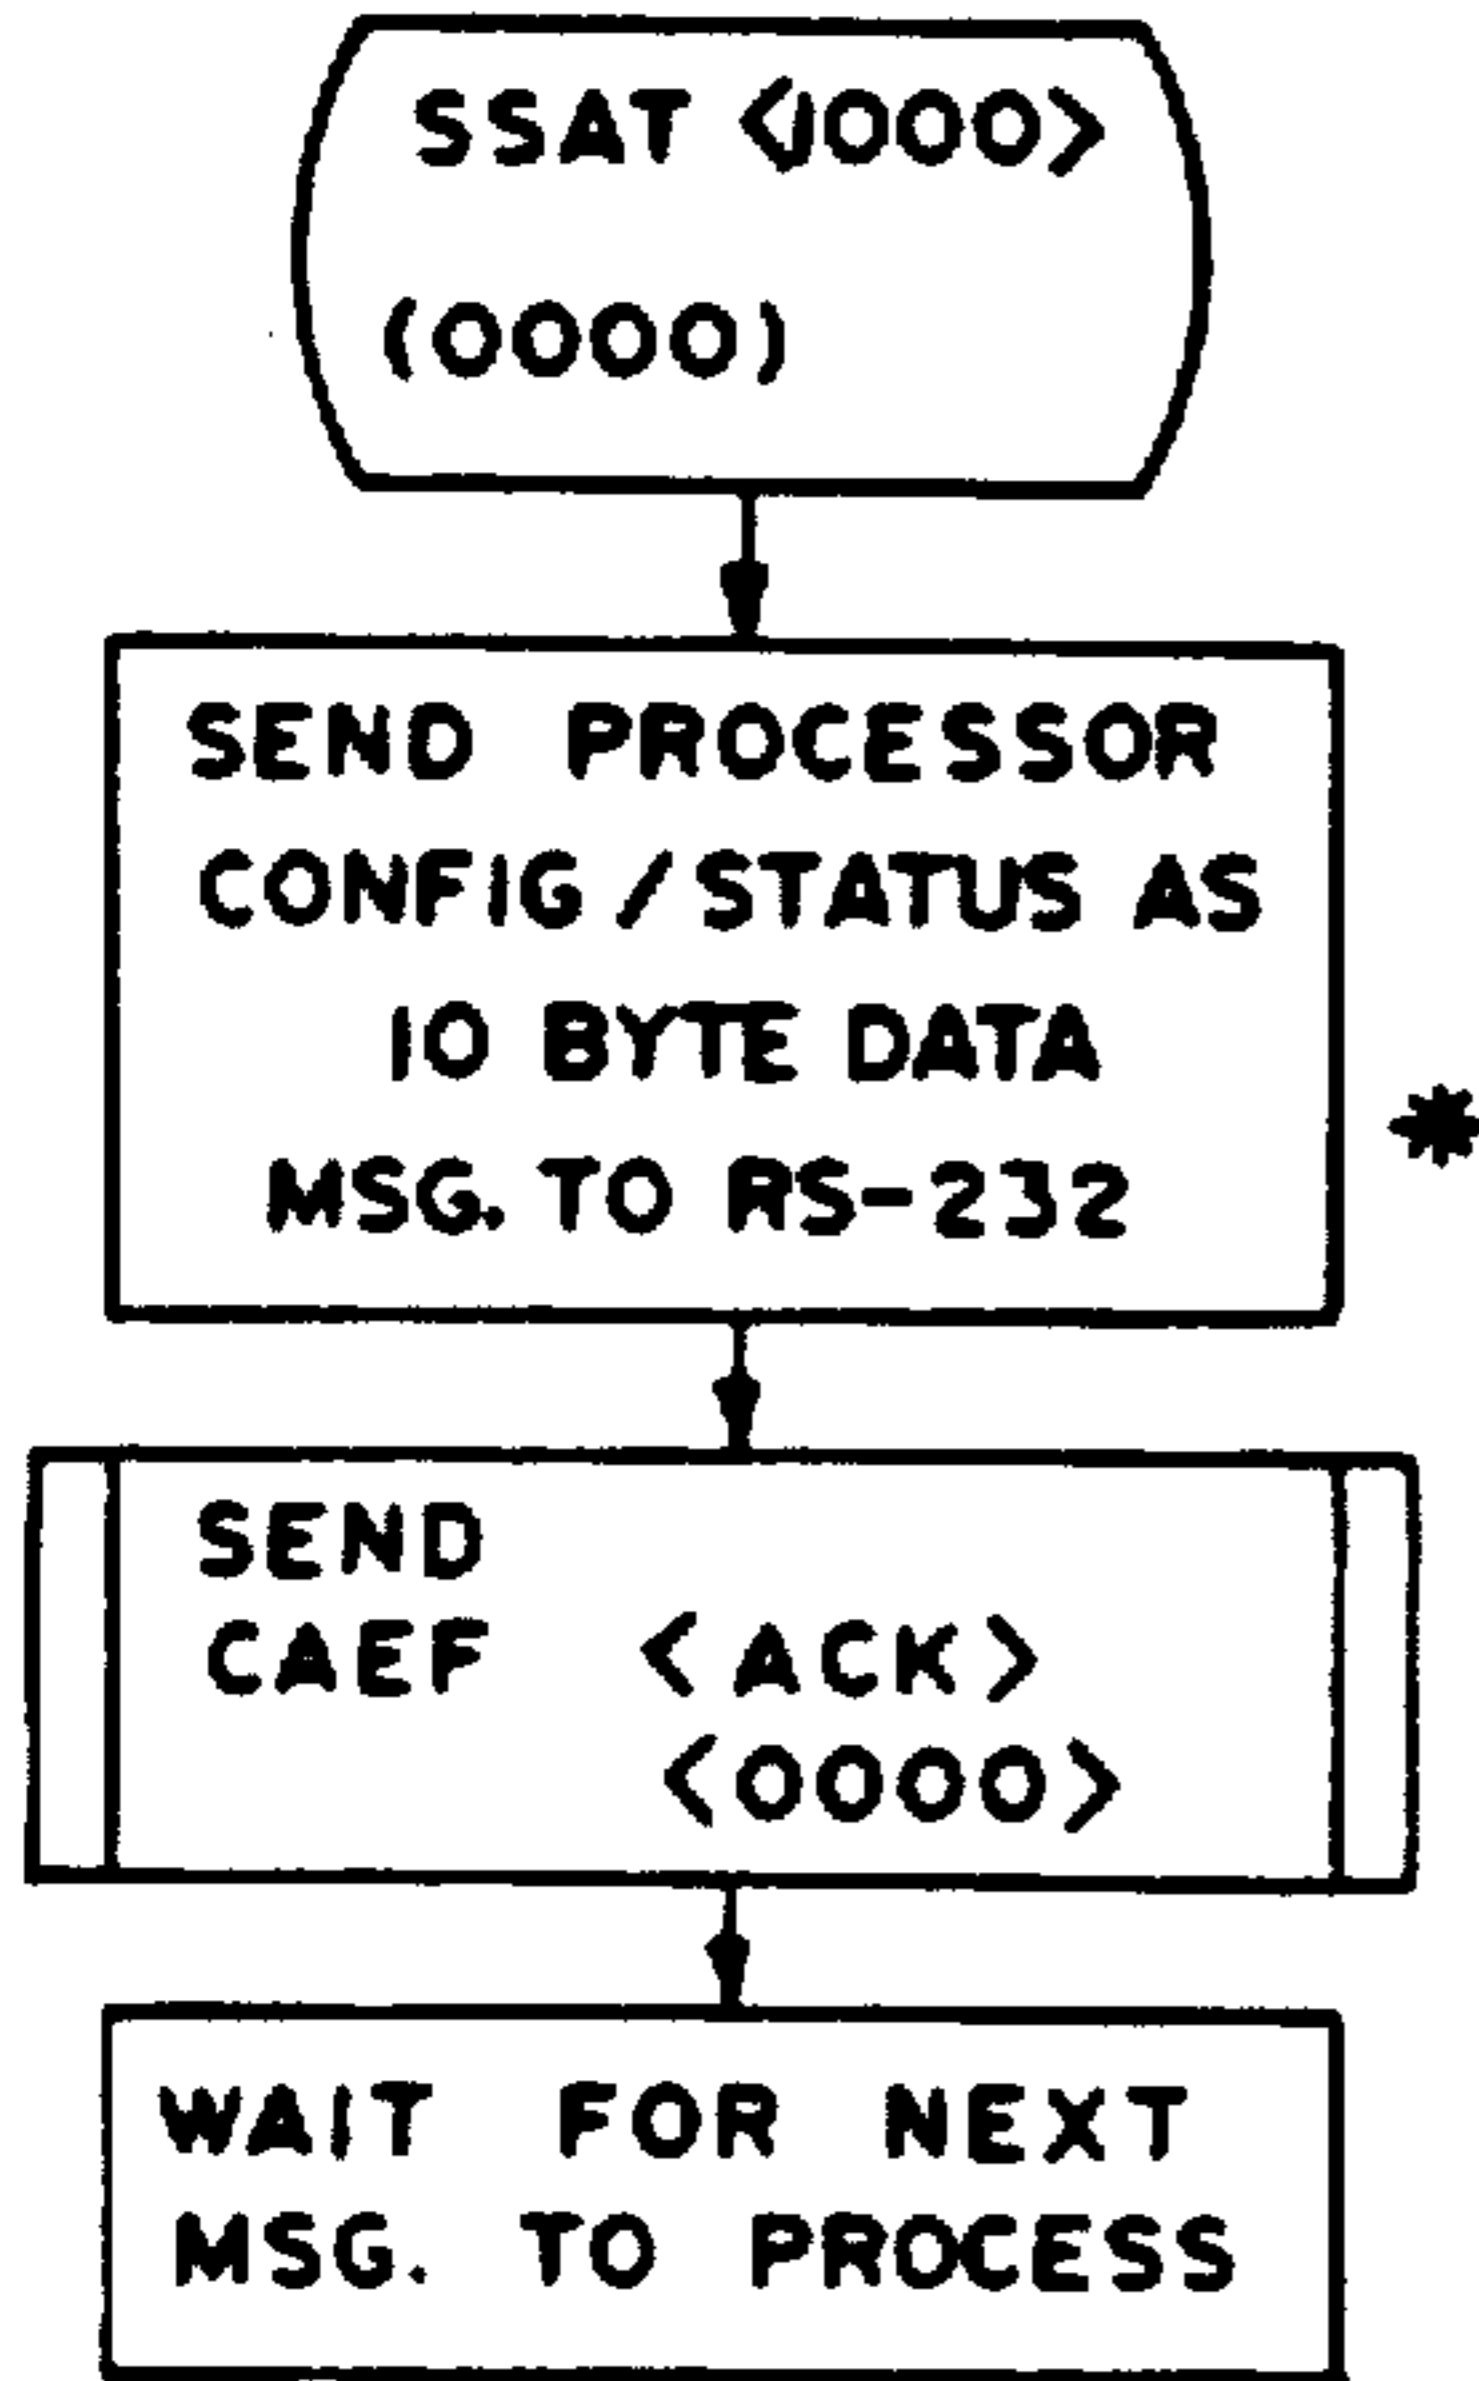 SSAT <1000>
(0000)
SEND PROCESSOR
CONFIG/STATUS AS
10 BYTE DATA
MSG. TO RS-232
*
SEND
CAEF <ACK>
<0000>
WAIT FOR NEXT
MSG. TO PROCESS